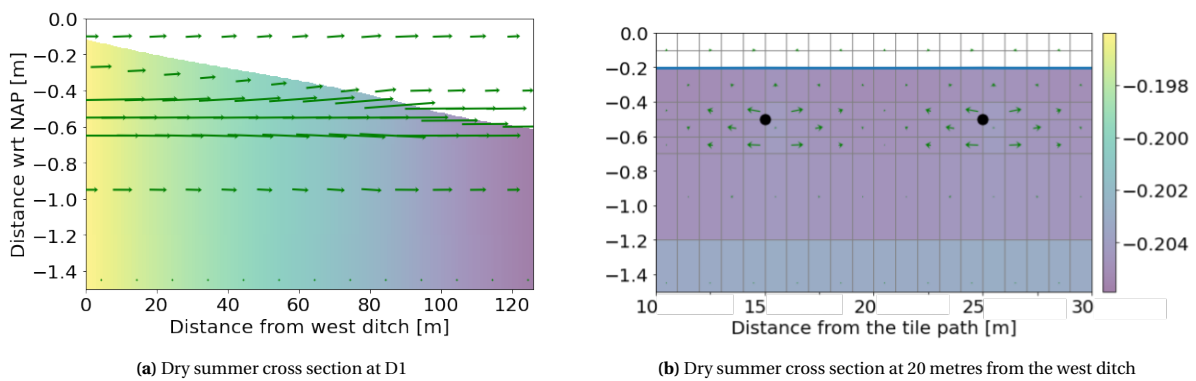 0.0
−0.2
−0.4
−0.6
−0.8
−1.0
−1.2
−1.4
Distance wrt NAP [m]
0 20 40 60 80 100 120
Distance from west ditch [m]
(a) Dry summer cross section at D1
0.0
−0.2
−0.4
−0.6
−0.8
−1.0
−1.2
−1.4
10 15 20 25 30
Distance from the tile path [m]
−0.198
−0.200
−0.202
−0.204
(b) Dry summer cross section at 20 metres from the west ditch